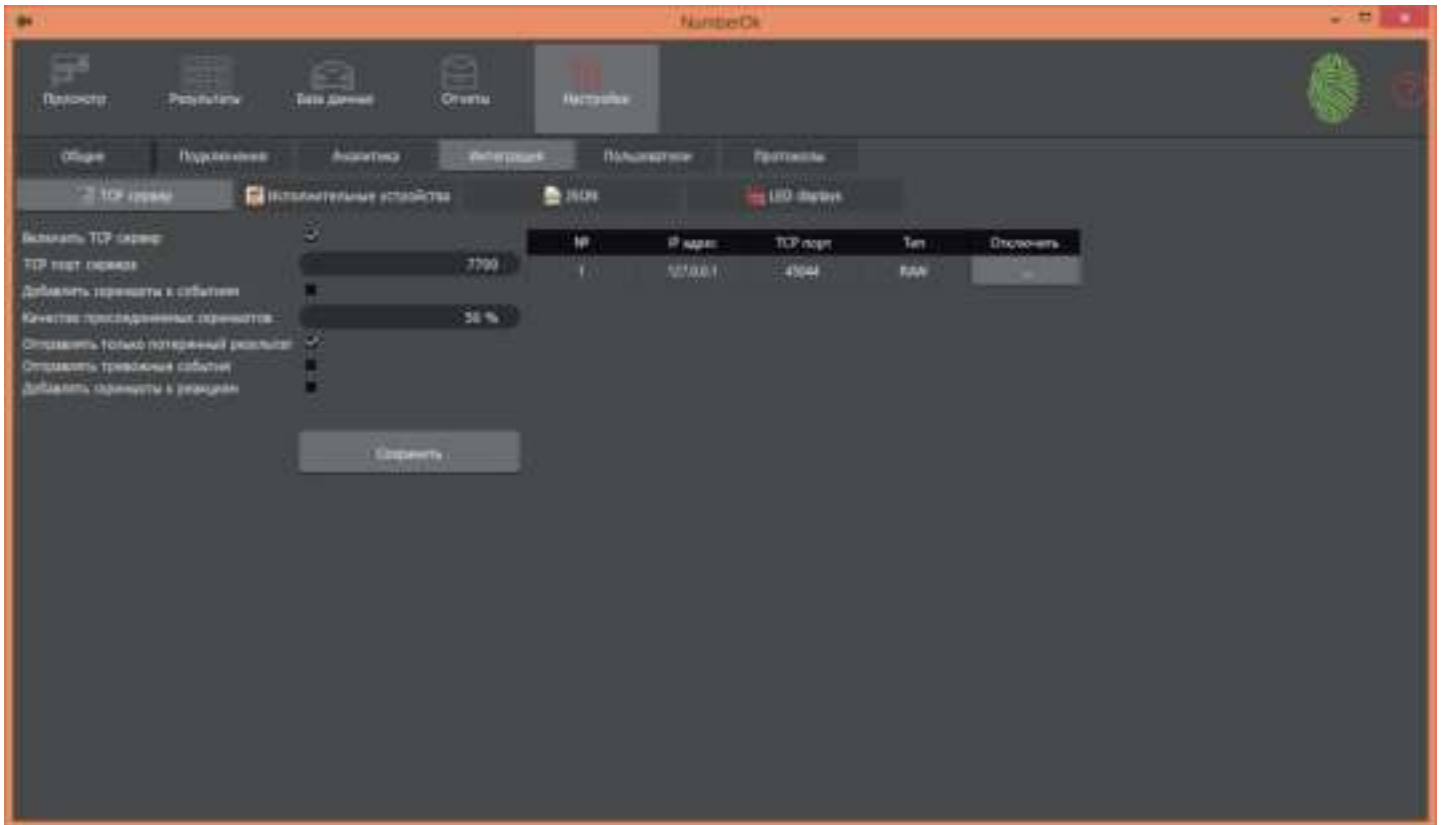 NumberOk
Просмотр Результаты База данных Отчеты Настройки
Общие Подключения Аналитика Интеграция Пользователи Протоколы
TCP сервер Исполнительные устройства JSON LED displays
Включить TCP сервер
№ IP адрес TCP порт Тип Отключить
TCP порт сервера 7700
1 127.0.0.1 45044 RAW ...
Добавлять скриншоты к событиям
Качество присоединенных скриншотов 50 %
Отправлять только потерянный результат
Отправлять тревожные события
Добавлять скриншоты к реакциям
Сохранить